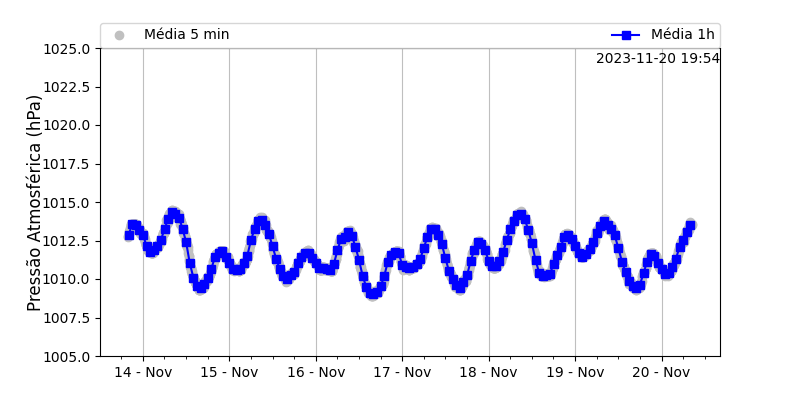 Média 5 min
Média 1h
2023-11-20 19:54
Pressão Atmosférica (hPa)
1025.0
1022.5
1020.0
1017.5
1015.0
1012.5
1010.0
1007.5
1005.0
14 - Nov
15 - Nov
16 - Nov
17 - Nov
18 - Nov
19 - Nov
20 - Nov